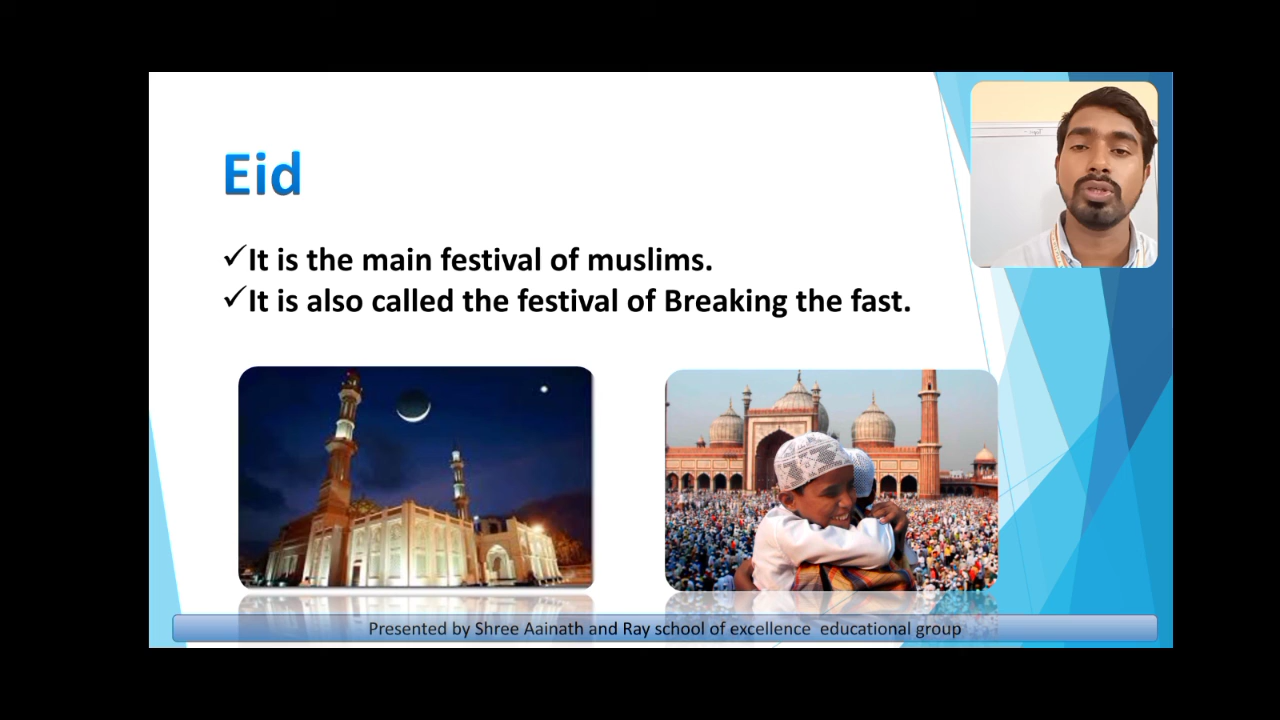 Eid
✓It is the main festival of muslims.
✓It is also called the festival of Breaking the fast.
Presented by Shree Aainath and Ray school of excellence educational group